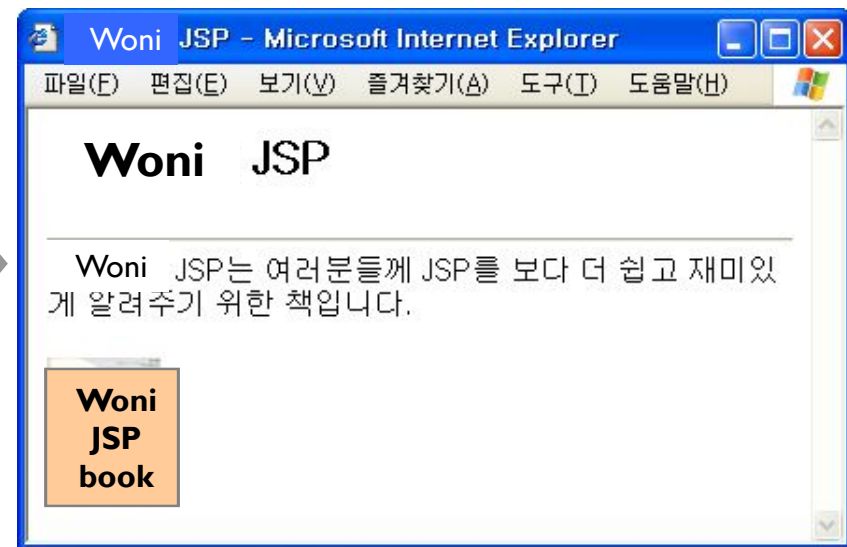 Woni JSP - Microsoft Internet Explorer
파일(F) 편집(E) 보기(V) 즐겨찾기(A) 도구(T) 도움말(H)
Woni JSP
Woni JSP는 여러분들께 JSP를 보다 더 쉽고 재미있
게 알려주기 위한 책입니다.
Woni
JSP
book